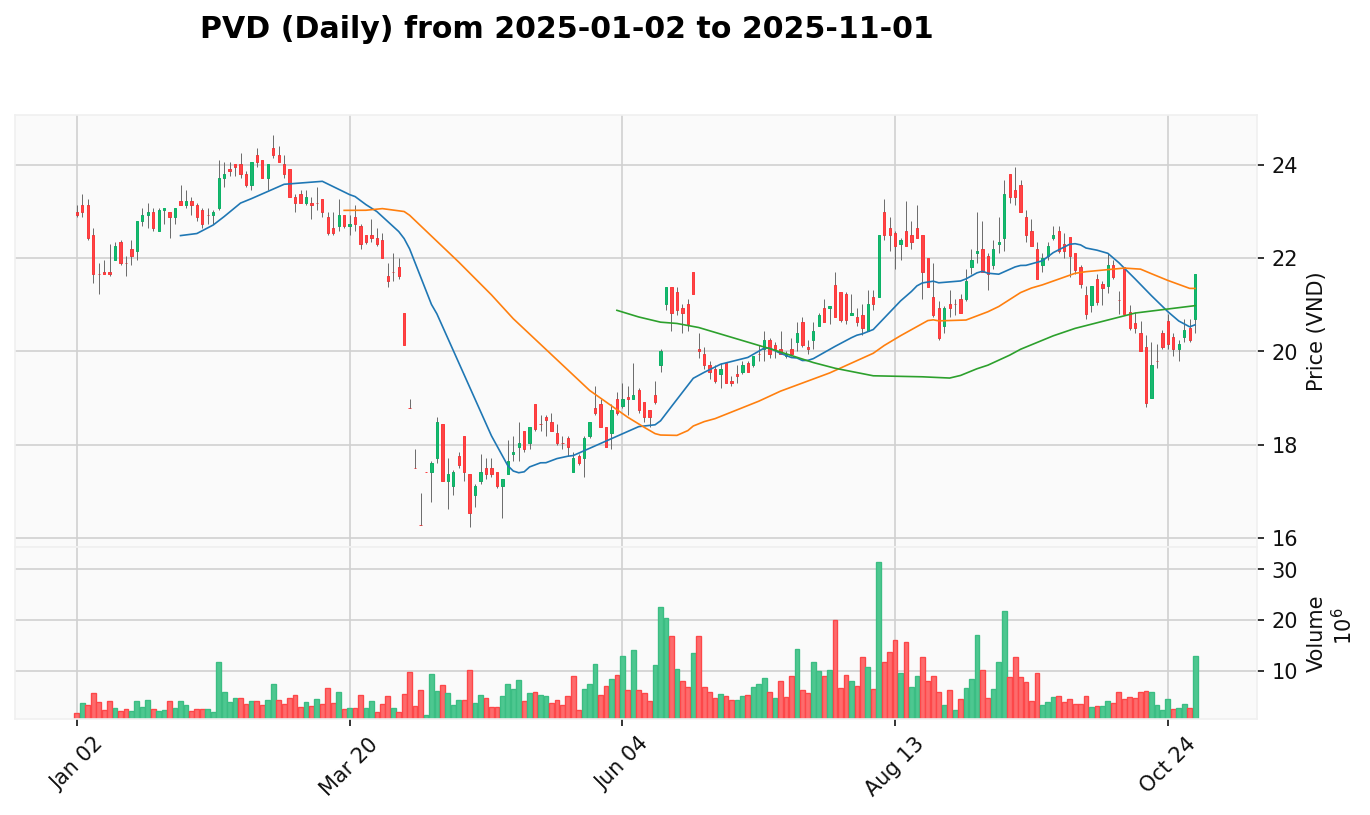 PVD (Daily) from 2025-01-02 to 2025-11-01
24
22
20
18
16
Price (VND)
30
20
10
Volume
10^6
Jan 02
Mar 20
Jun 04
Aug 13
Oct 24